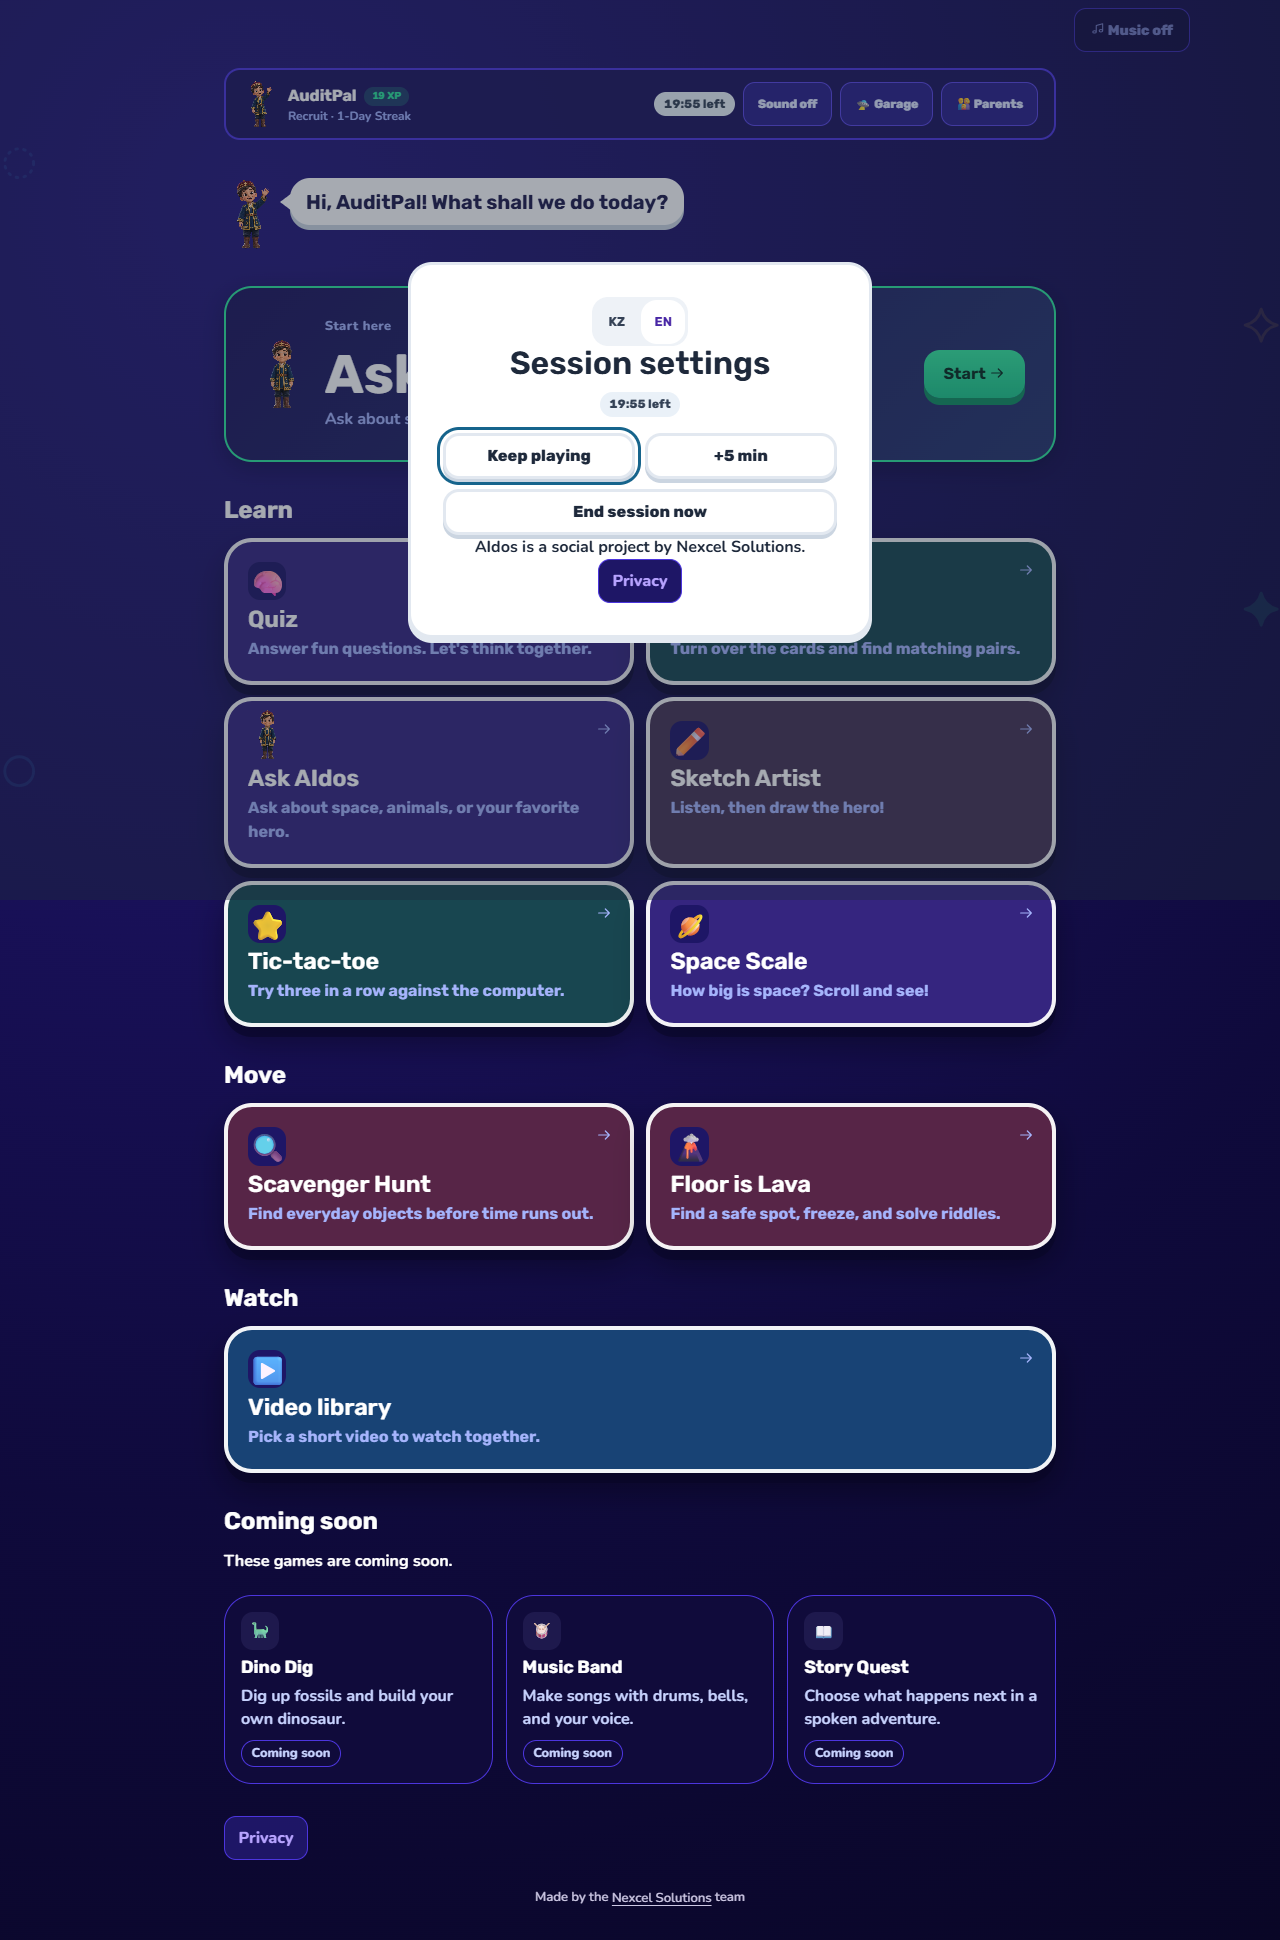 Music off
AuditPal 19 XP
Recruit · 1-Day Streak
19:55 left
Sound off
Garage
Parents
Hi, AuditPal! What shall we do today?
Start here
Ask
Ask about
Start →
KZ EN
Session settings
19:55 left
Keep playing
+5 min
End session now
AIdos is a social project by Nexcel Solutions.
Privacy
Learn
Quiz
Answer fun questions. Let's think together.
Turn over the cards and find matching pairs.
Ask AIdos
Ask about space, animals, or your favorite
hero.
Sketch Artist
Listen, then draw the hero!
Tic-tac-toe
Try three in a row against the computer.
Space Scale
How big is space? Scroll and see!
Move
Scavenger Hunt
Find everyday objects before time runs out.
Floor is Lava
Find a safe spot, freeze, and solve riddles.
Watch
Video library
Pick a short video to watch together.
Coming soon
These games are coming soon.
Dino Dig
Dig up fossils and build your
own dinosaur.
Coming soon
Music Band
Make songs with drums, bells,
and your voice.
Coming soon
Story Quest
Choose what happens next in a
spoken adventure.
Coming soon
Privacy
Made by the Nexcel Solutions team